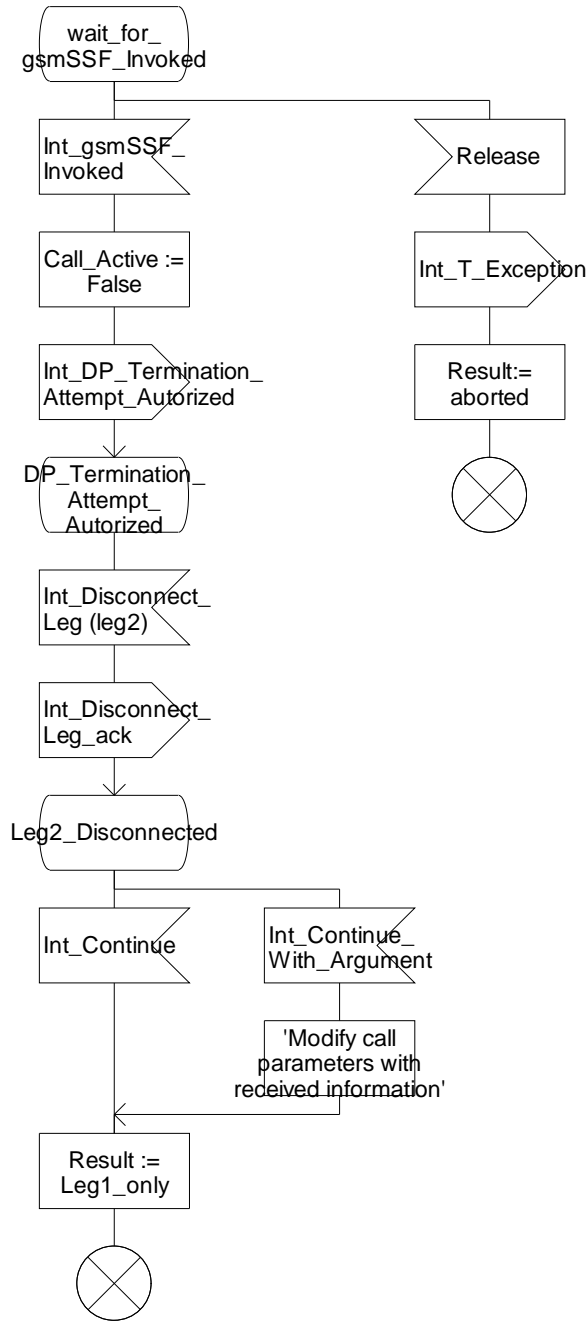 wait_for_
gsmSSF_Invoked
Int_gsmSSF_
Invoked
Release
Call_Active :=
False
Int_T_Exception
Int_DP_Termination_
Attempt_Autorized
Result:=
aborted
DP_Termination_
Attempt_
Autorized
Int_Disconnect_
Leg (leg2)
Int_Disconnect_
Leg_ack
Leg2_Disconnected
Int_Continue
Int_Continue_
With_Argument
'Modify call
parameters with
received information'
Result :=
Leg1_only